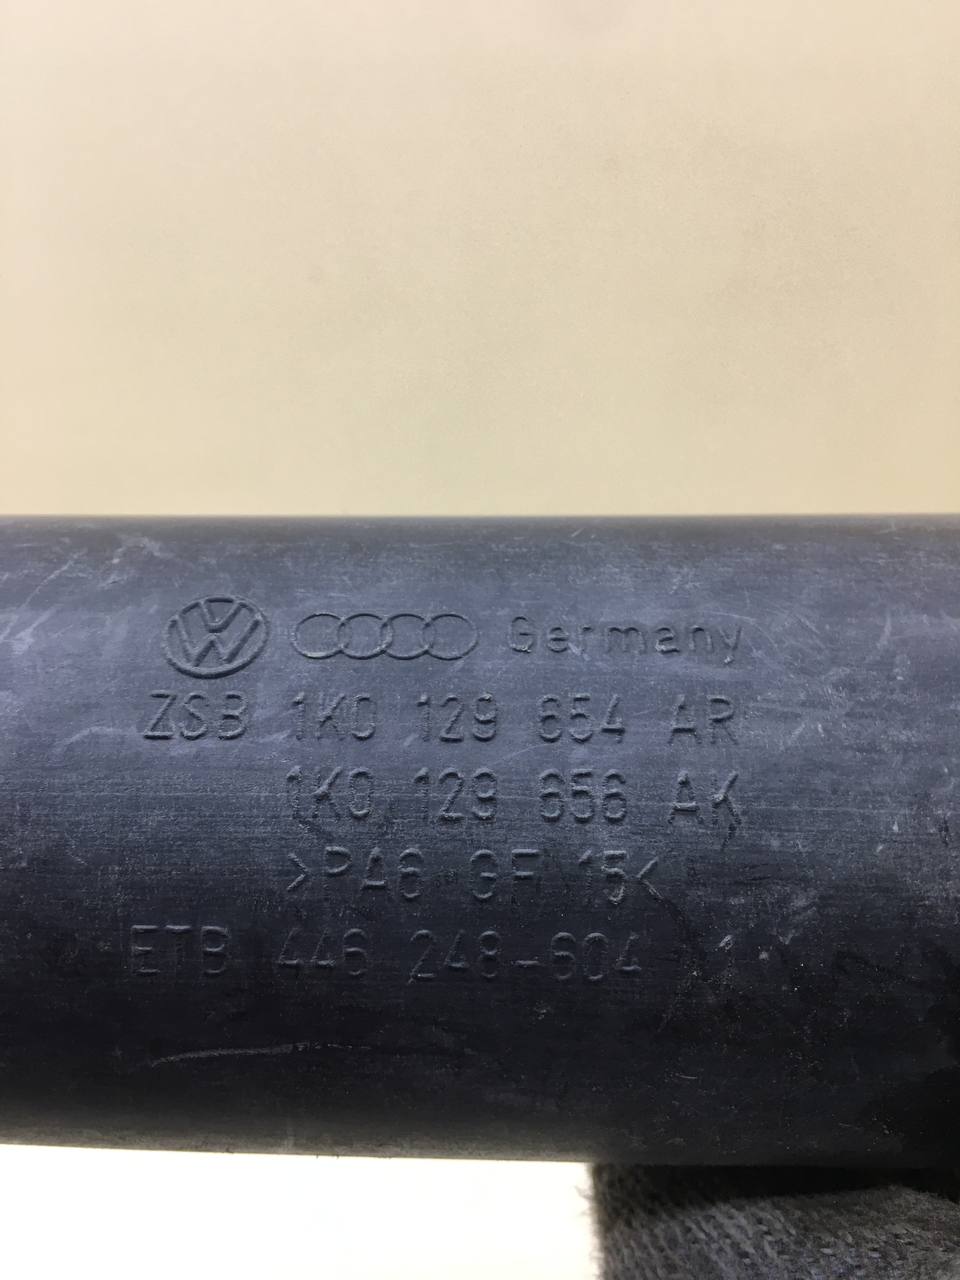 Germany
ZSB 1K0 129 654 AR
1K0 129 656 AK
>PA6 GF 15<
ETB 446 248-604